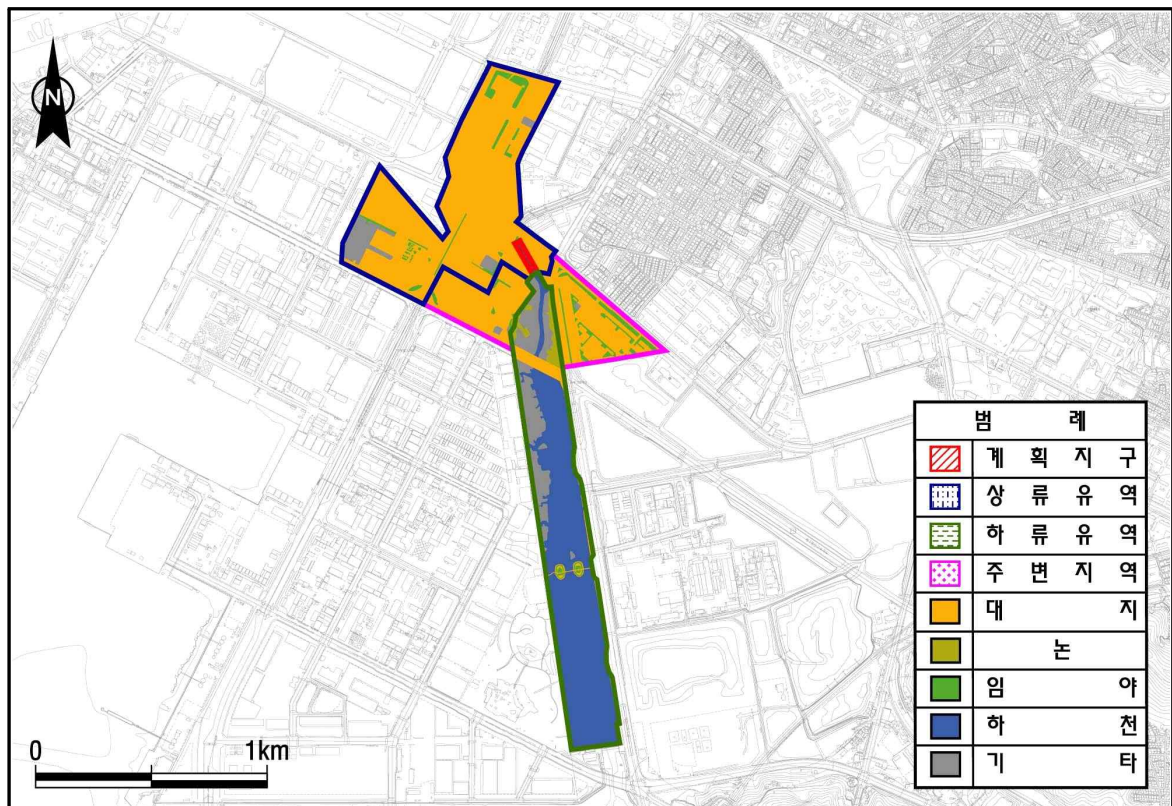 N
범 례
계 획 지 구
상 류 유 역
하 류 유 역
주 변 지 역
대 지
논
임 야
하 천
기 타
0 1km